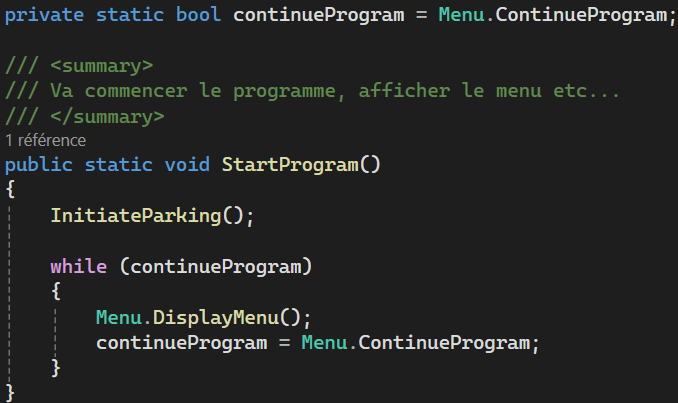 private static bool continueProgram = Menu.ContinueProgram;
/// <summary>
/// Va commencer le programme, afficher le menu etc...
/// </summary>
1 référence
public static void StartProgram()
{
InitiateParking();
while (continueProgram)
{
Menu.DisplayMenu();
continueProgram = Menu.ContinueProgram;
}
}